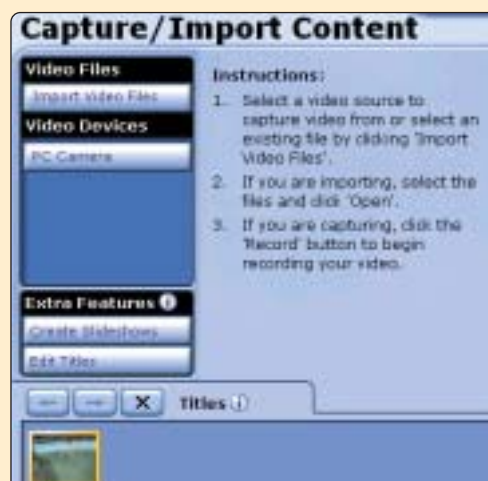 Capture/Import Content
Video Files
Import Video Files
Video Devices
PC Camera
Extra Features
Create Slideshows
Edit Titles
Instructions:
1. Select a video source to
capture video from or select an
existing file by clicking 'Import
Video Files'.
2. If you are importing, select the
files and click 'Open'.
3. If you are capturing, click the
'Record' button to begin
recording your video.
Titles